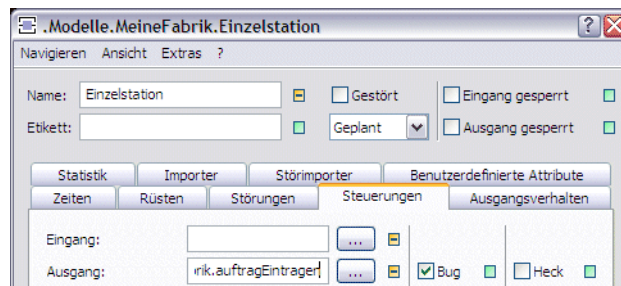 .Modelle.MeineFabrik.Einzelstation
Navigieren Ansicht Extras ?
Name: Einzelstation Gestört Eingang gesperrt
Etikett: Geplant Ausgang gesperrt
Statistik Importer Störimporter Benutzerdefinierte Attribute
Zeiten Rüsten Störungen Steuerungen Ausgangsverhalten
Eingang: ...
Ausgang: rik.auftragEintragen ... Bug Heck